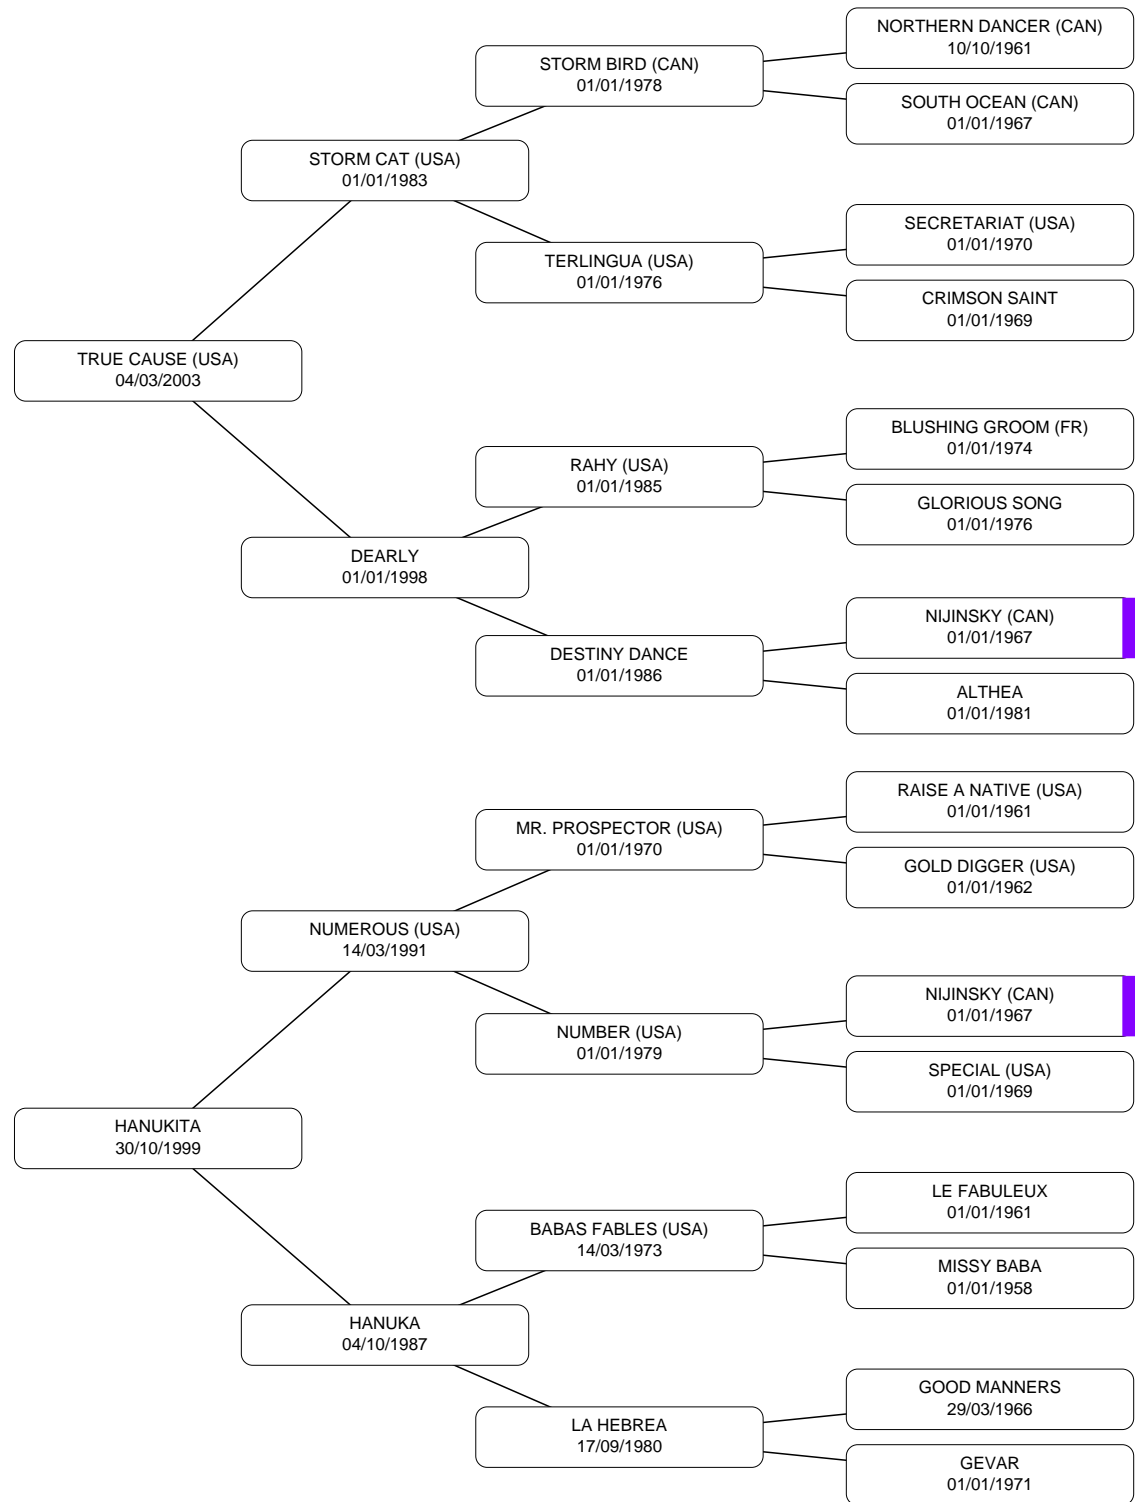 NORTHERN DANCER (CAN)
10/10/1961
STORM BIRD (CAN)
01/01/1978
SOUTH OCEAN (CAN)
01/01/1967
STORM CAT (USA)
01/01/1983
SECRETARIAT (USA)
01/01/1970
TERLINGUA (USA)
01/01/1976
CRIMSON SAINT
01/01/1969
TRUE CAUSE (USA)
04/03/2003
BLUSHING GROOM (FR)
01/01/1974
RAHY (USA)
01/01/1985
GLORIOUS SONG
01/01/1976
DEARLY
01/01/1998
NIJINSKY (CAN)
01/01/1967
DESTINY DANCE
01/01/1986
ALTHEA
01/01/1981
RAISE A NATIVE (USA)
01/01/1961
MR. PROSPECTOR (USA)
01/01/1970
GOLD DIGGER (USA)
01/01/1962
NUMEROUS (USA)
14/03/1991
NIJINSKY (CAN)
01/01/1967
NUMBER (USA)
01/01/1979
SPECIAL (USA)
01/01/1969
HANUKITA
30/10/1999
LE FABULEUX
01/01/1961
BABAS FABLES (USA)
14/03/1973
MISSY BABA
01/01/1958
HANUKA
04/10/1987
GOOD MANNERS
29/03/1966
LA HEBREA
17/09/1980
GEVAR
01/01/1971